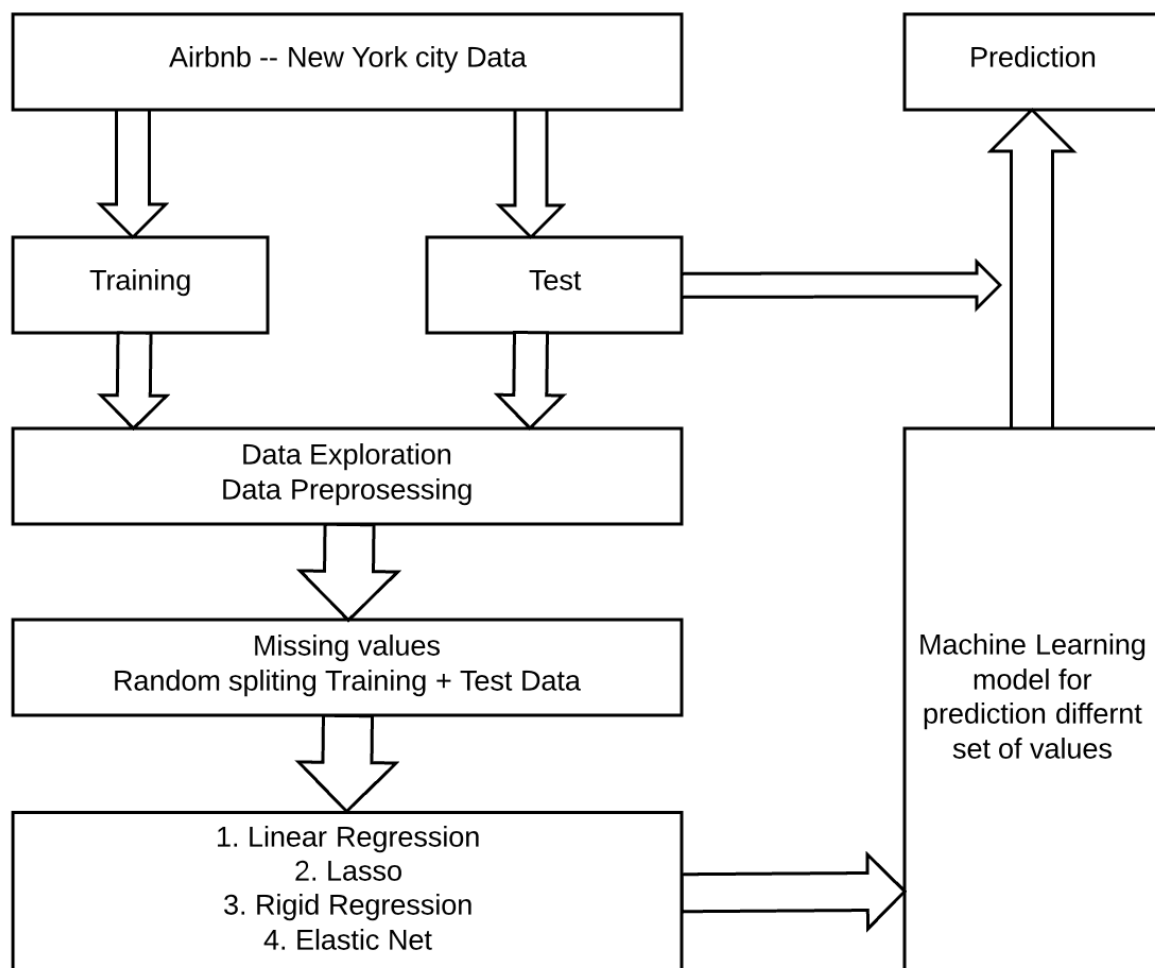 Airbnb -- New York city Data
Prediction
Training
Test
Data Exploration
Data Preprosessing
Missing values
Random spliting Training + Test Data
Machine Learning
model for
prediction differnt
set of values
1. Linear Regression
2. Lasso
3. Rigid Regression
4. Elastic Net